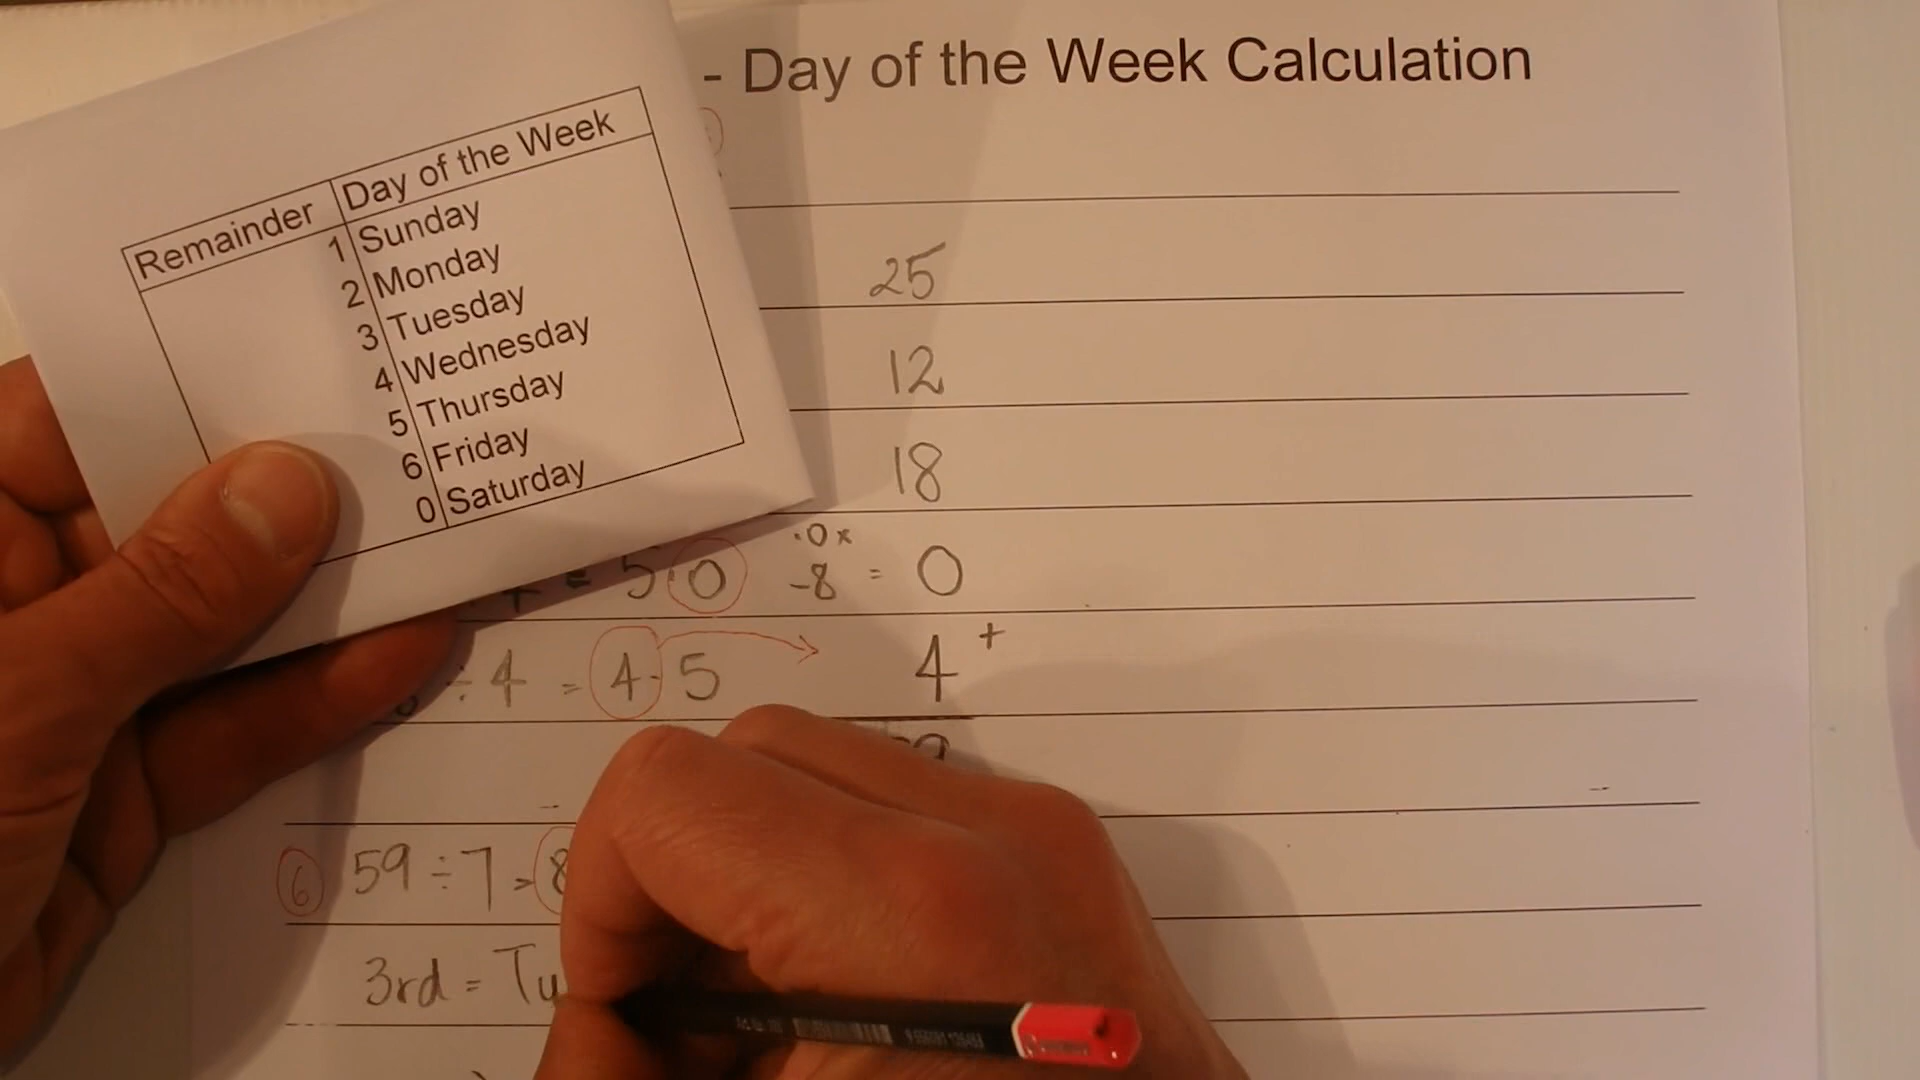 - Day of the Week Calculation
Remainder Day of the Week
1 Sunday
2 Monday
3 Tuesday
4 Wednesday
5 Thursday
6 Friday
0 Saturday
25
12
18
= 5.0 .0 x
-8 = 0
÷ 4 = 4.5 4 +
6 59 ÷ 7 = 8
3rd = Tu